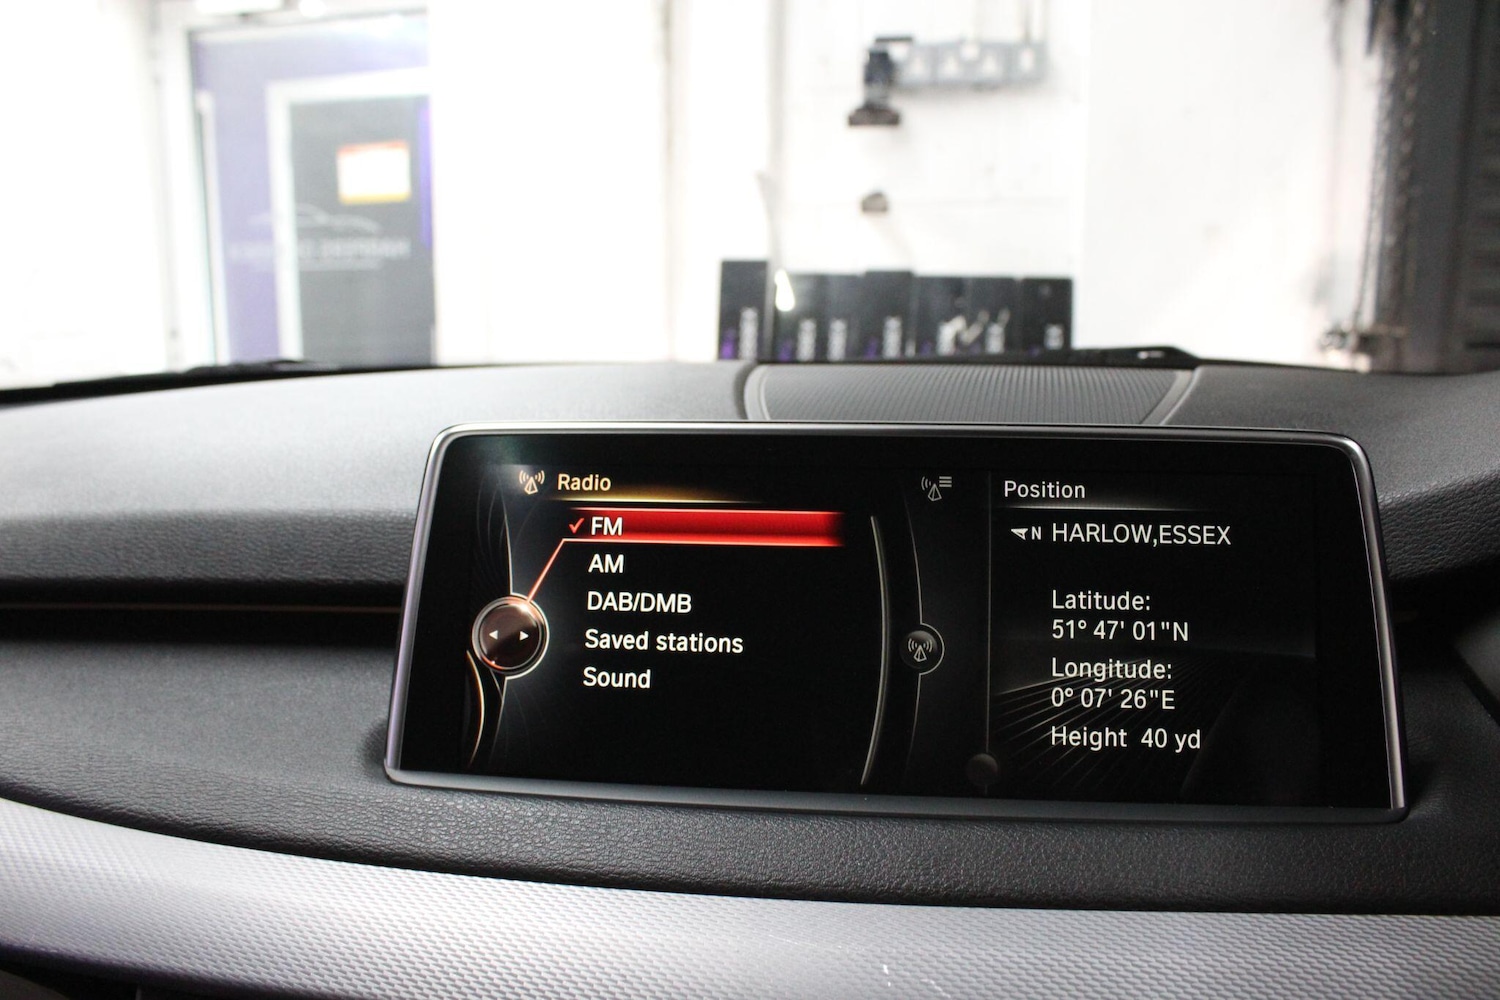 Radio
FM
AM
DAB/DMB
Saved stations
Sound
Position
N HARLOW,ESSEX
Latitude:
51° 47' 01"N
Longitude:
0° 07' 26"E
Height 40 yd